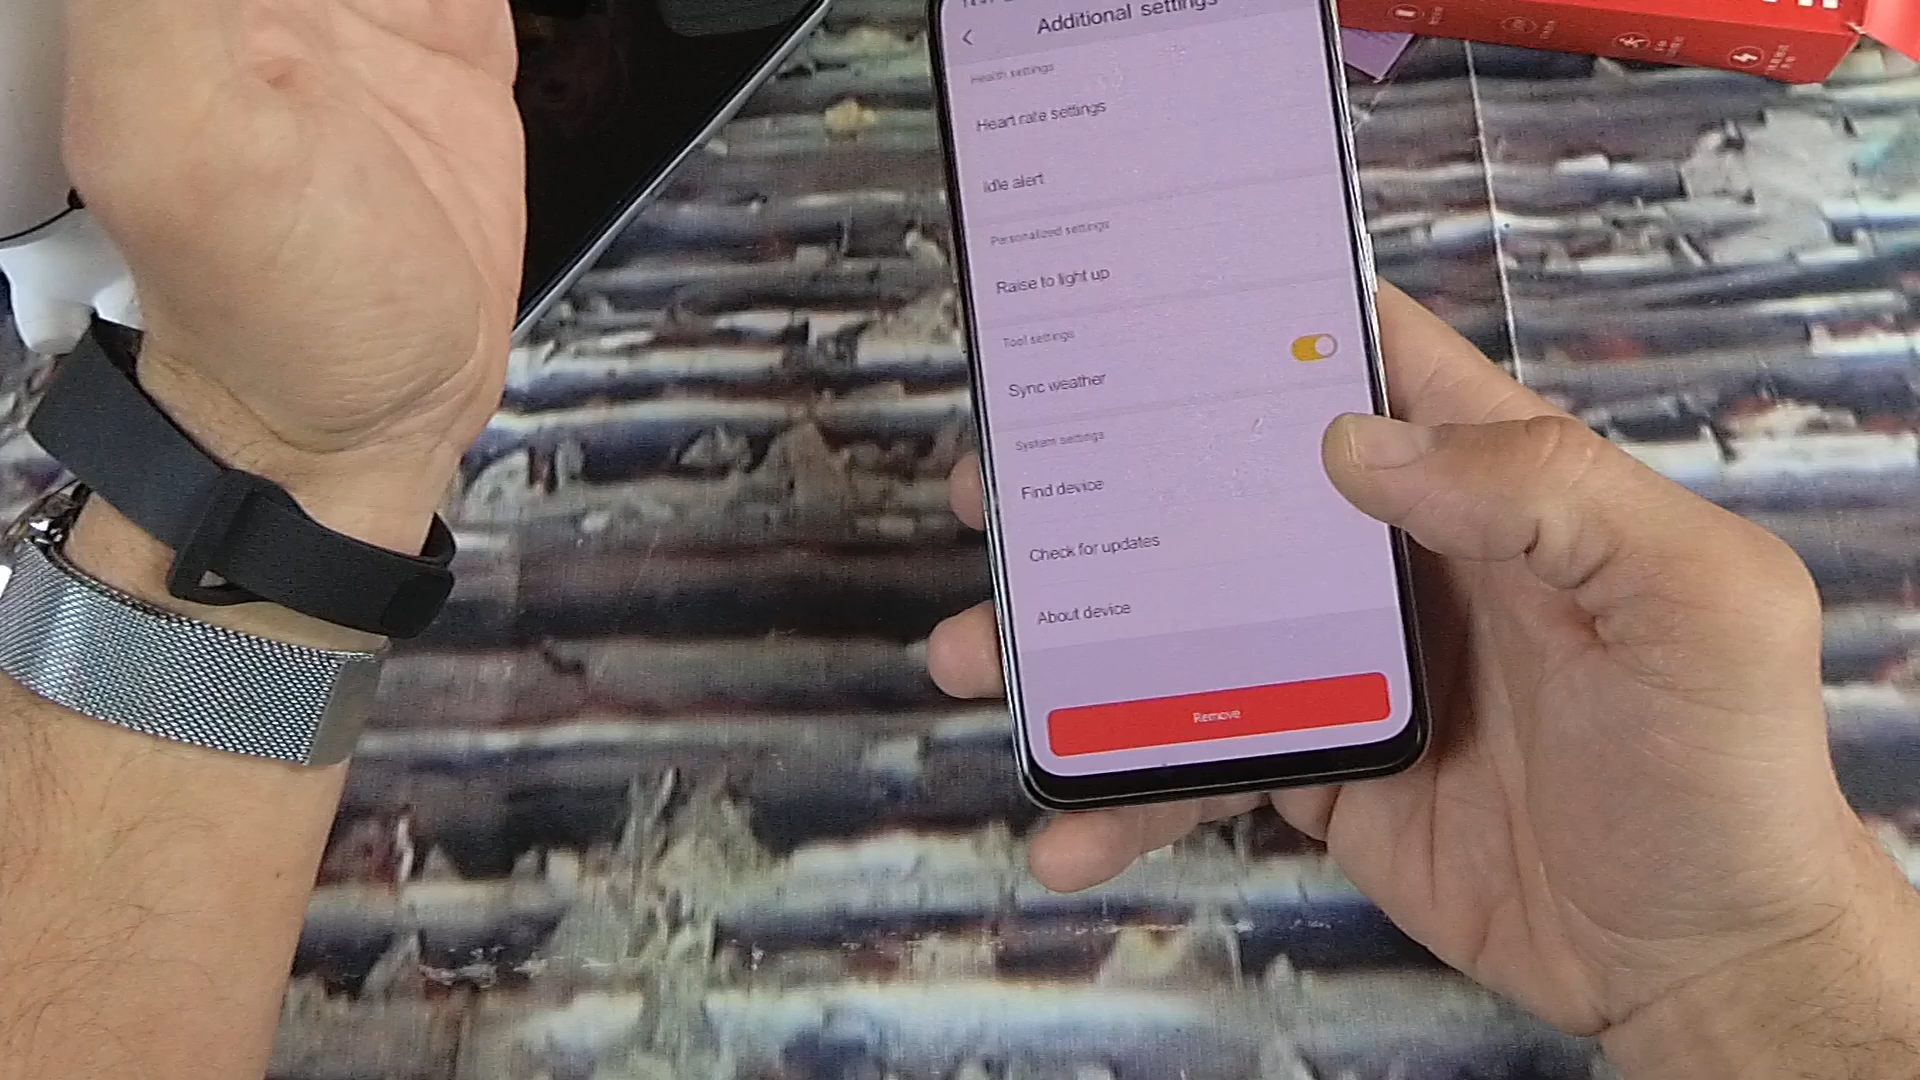 Additional settings
Health settings
Heart rate settings
Idle alert
Personalized settings
Raise to light up
Tool settings
Sync weather
System settings
Find device
Check for updates
About device
Remove